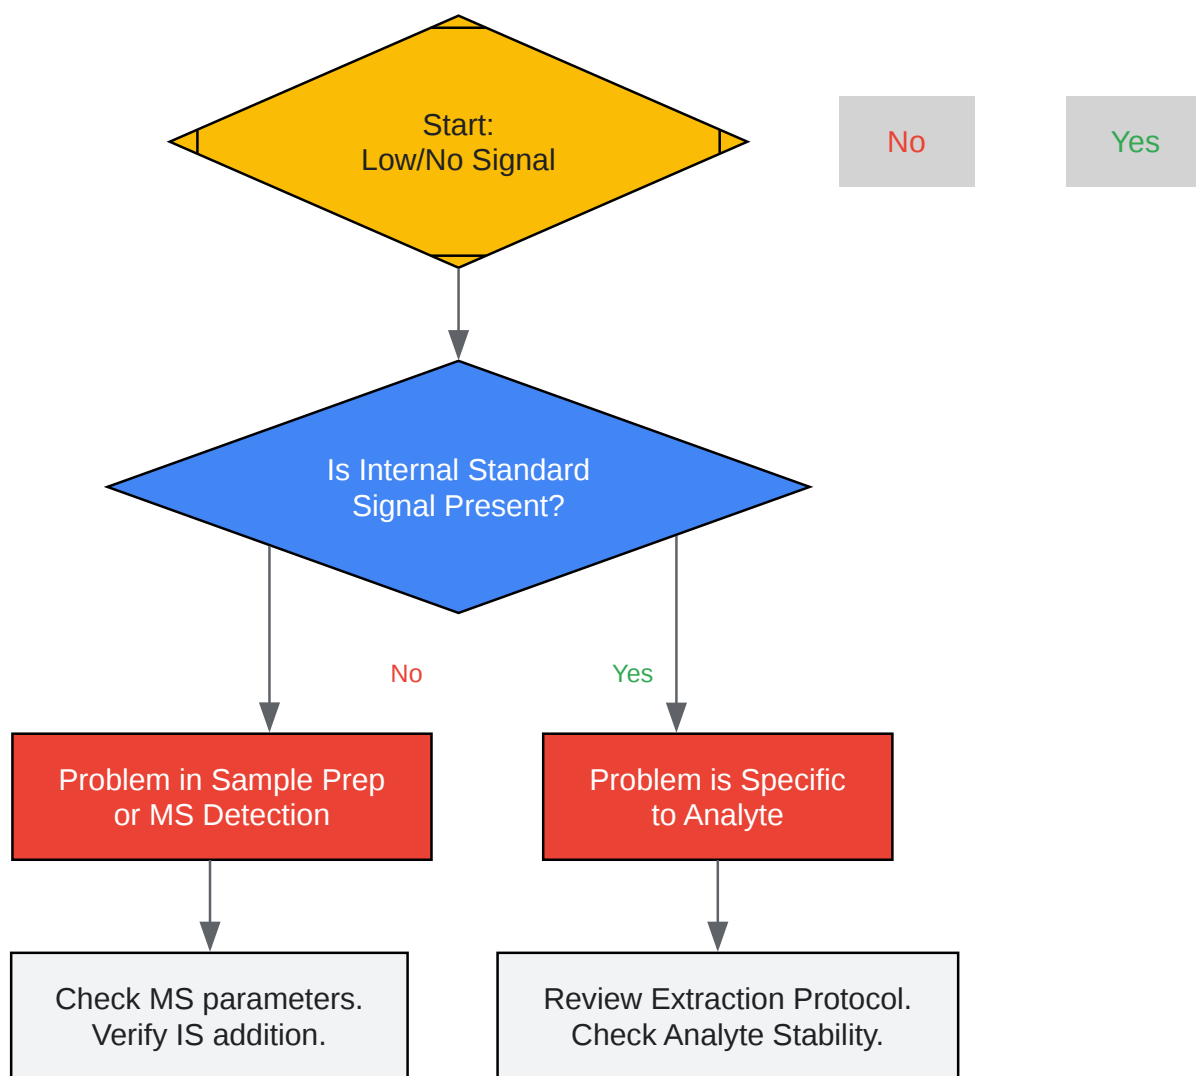 Start:
Low/No Signal
No
Yes
Is Internal Standard
Signal Present?
No
Yes
Problem in Sample Prep
or MS Detection
Problem is Specific
to Analyte
Check MS parameters.
Verify IS addition.
Review Extraction Protocol.
Check Analyte Stability.